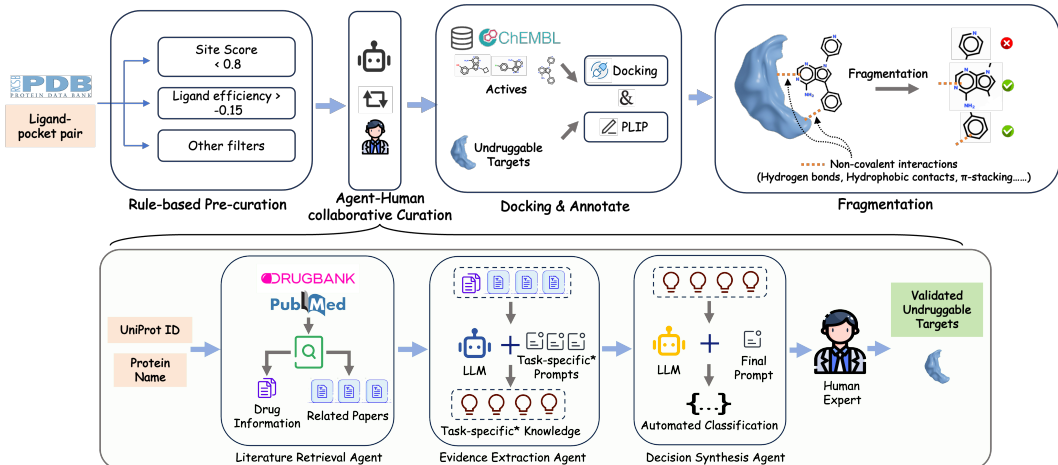 RCSB
PDB
PROTEIN DATA BANK
Ligand-
pocket pair
Site Score
< 0.8
Ligand efficiency >
-0.15
Other filters
Rule-based Pre-curation
Agent-Human
collaborative Curation
ChEMBL
Actives
Undruggable
Targets
Docking
&
PLIP
Docking & Annotate
Fragmentation
Non-covalent interactions
(Hydrogen bonds, Hydrophobic contacts, π-stacking……)
Fragmentation
N
N
N
N
NH₂
N
N
N
N
NH₂
UniProt ID
Protein
Name
DRUGBANK
PubMed
Drug
Information
Related Papers
Literature Retrieval Agent
LLM
+
Task-specific*
Prompts
Task-specific* Knowledge
Evidence Extraction Agent
LLM
+
Final
Prompt
{...}
Automated Classification
Decision Synthesis Agent
Human
Expert
Validated
Undruggable
Targets